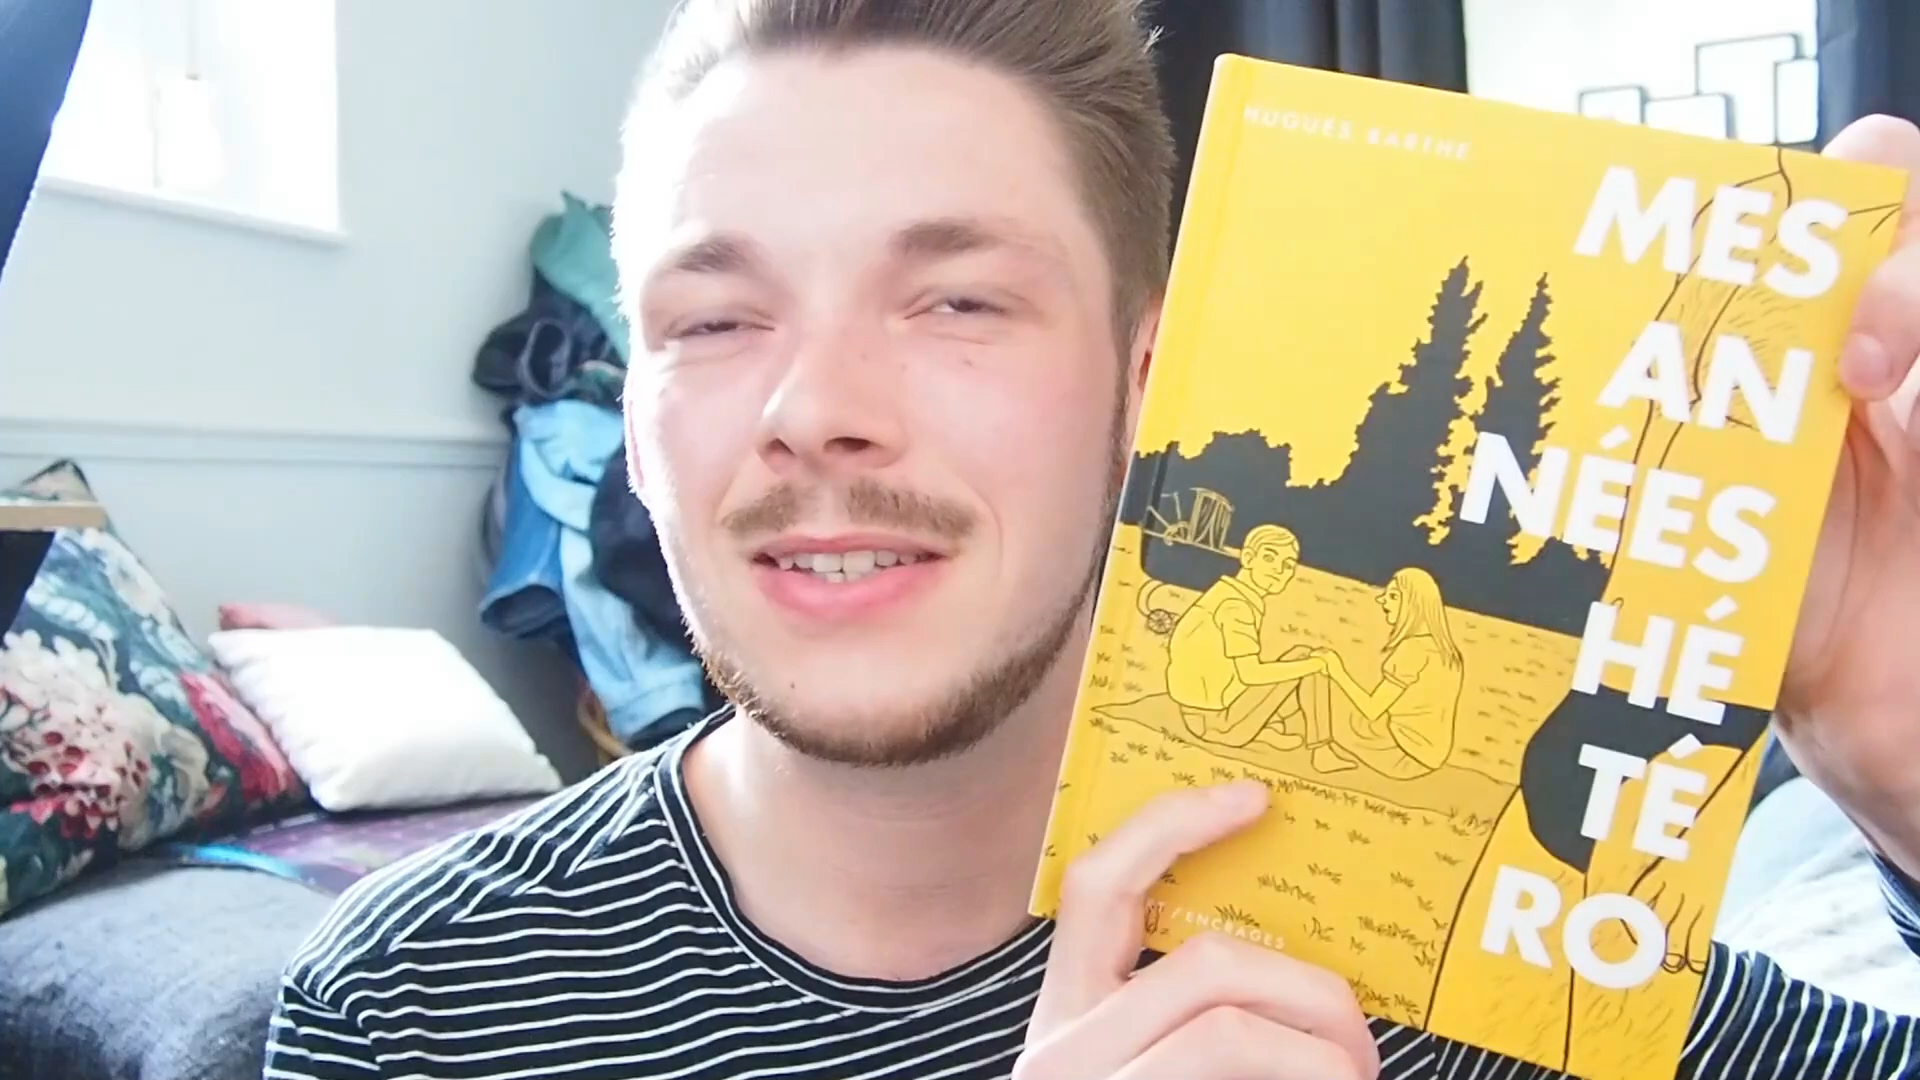 HUGUES BARTHE
MES
AN
NÉES
HÉ
TÉ
RO
/ENCRAGES